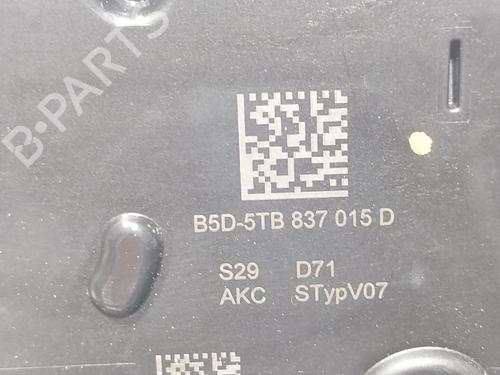 B-PARTS
B5D-5TB 837 015 D
S29 D71
AKC STypV07